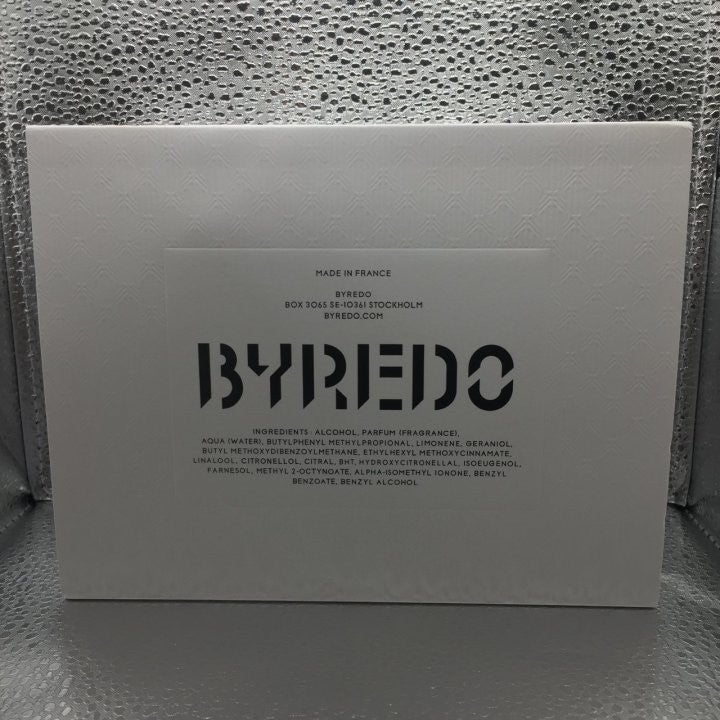 MADE IN FRANCE
BYREDO
BOX 3065 SE-10361 STOCKHOLM
BYREDO.COM
BYREDO
INGREDIENTS: ALCOHOL, PARFUM (FRAGRANCE),
AQUA (WATER), BUTYLPHENYL METHYLPROPIONAL, LIMONENE, GERANIOL,
BUTYL METHOXYDIBENZOYLMETHANE, ETHYLHEXYL METHOXYCINNAMATE,
LINALOOL, CITRONELLOL, CITRAL, BHT, HYDROXYCITRONELLAL, ISOEUGENOL,
FARNESOL, METHYL 2-OCTYNOATE, ALPHA-ISOMETHYL IONONE, BENZYL
BENZOATE, BENZYL ALCOHOL